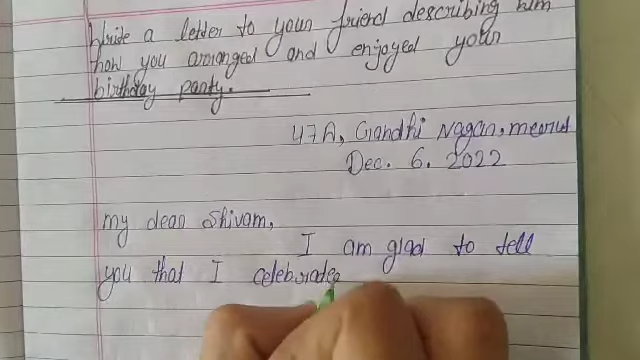 Write a letter to your friend describing him
how you arranged and enjoyed your
birthday party.
47A, Gandhi Nagar, meerut
Dec. 6. 2022
my dear Shivam,
I am glad to tell
you that I celebrated